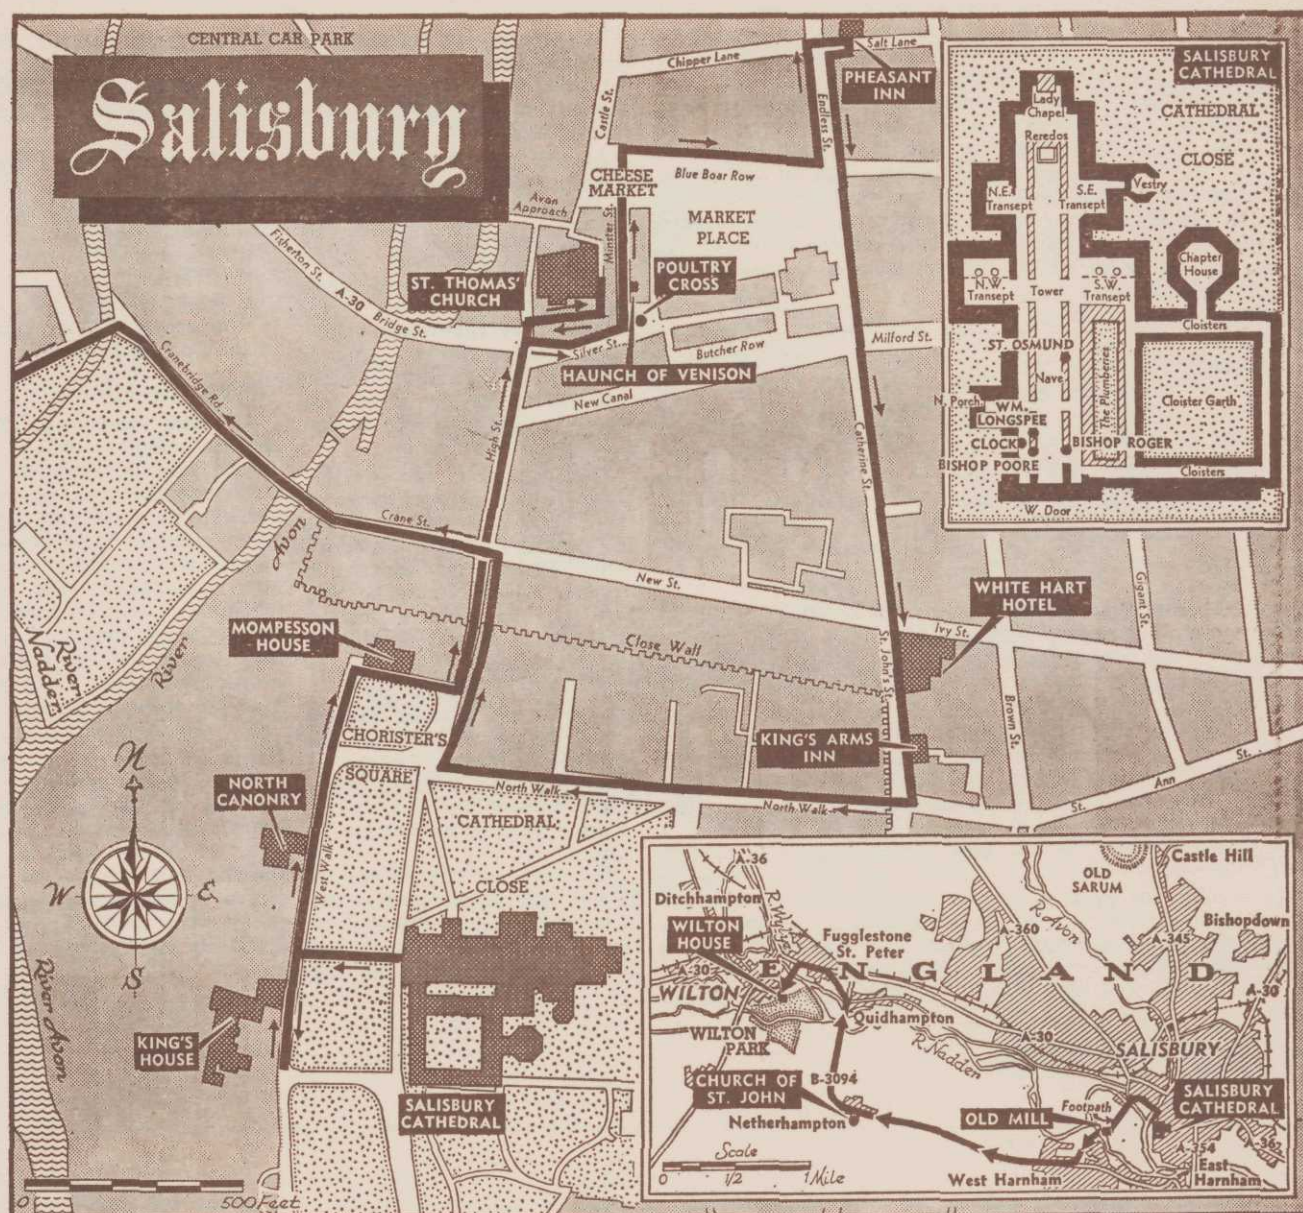 CENTRAL CAR PARK
Salisbury
Chipper Lane
Salt Lane
PHEASANT
INN
Castle St.
Endless St.
CHEESE
MARKET
Blue Boar Row
Avon
Approach
Minster St.
MARKET
PLACE
Fisherton St.
A-30
Bridge St.
ST. THOMAS'
CHURCH
POULTRY
CROSS
Silver St.
Butcher Row
Milford St.
HAUNCH OF VENISON
New Canal
Cranebridge Rd.
High St.
Catherine St.
Crane St.
Avon
River
New St.
WHITE HART
HOTEL
Ivy St.
Gigant St.
River
Nadder
MOMPESSON
HOUSE
Close Wall
St. John's St.
Brown St.
CHORISTER'S
SQUARE
KING'S ARMS
INN
St.
Ann
St.
N
W
E
S
NORTH
CANONRY
North Walk
North Walk
CATHEDRAL
CLOSE
West Walk
River Avon
KING'S
HOUSE
SALISBURY
CATHEDRAL
0
500 Feet
SALISBURY
CATHEDRAL
CATHEDRAL
CLOSE
Lady
Chapel
Reredos
N.E.
Transept
S.E.
Transept
Vestry
Chapter
House
N.W.
Transept
Tower
S.W.
Transept
Cloisters
ST. OSMUND
Nave
The Plumberies
Cloister Garth
N. Porch
WM.
LONGSPEE
CLOCK
BISHOP ROGER
BISHOP POORE
Cloisters
W. Door
A-36
Castle Hill
OLD
SARUM
Ditchhampton
R. Wylye
WILTON
HOUSE
Fugglestone
St. Peter
A-360
R. Avon
Bishopdown
A-345
A-30
ENGLAND
A-30
WILTON
Quidhampton
A-30
WILTON
PARK
R. Nadden
SALISBURY
CHURCH OF
ST. JOHN
B-3094
Netherhampton
OLD MILL
Footpath
SALISBURY
CATHEDRAL
A-354
A-36
West Harnham
East
Harnham
Scale
0
1/2
1 Mile